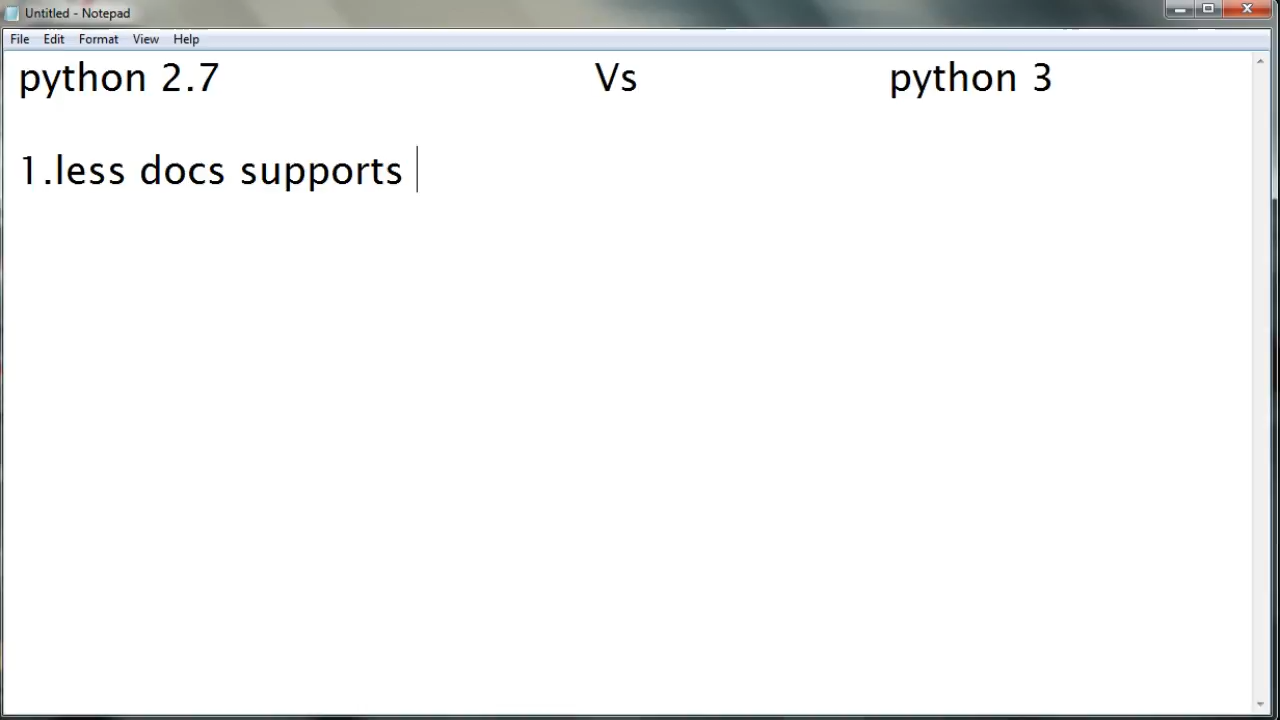 Untitled - Notepad
File Edit Format View Help
python 2.7 Vs python 3
1.less docs supports